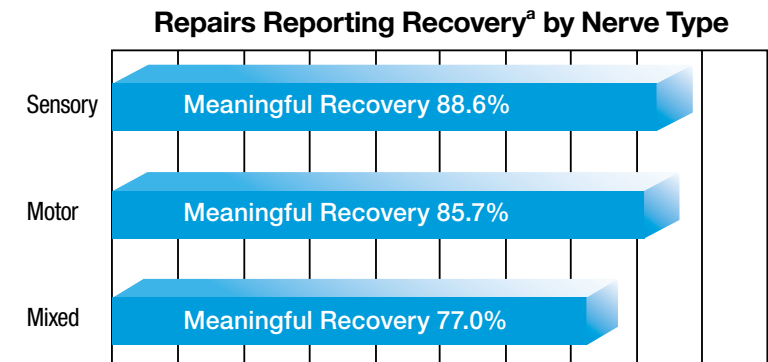 Repairs Reporting Recoveryᵃ by Nerve Type
Sensory Meaningful Recovery 88.6%
Motor Meaningful Recovery 85.7%
Mixed Meaningful Recovery 77.0%